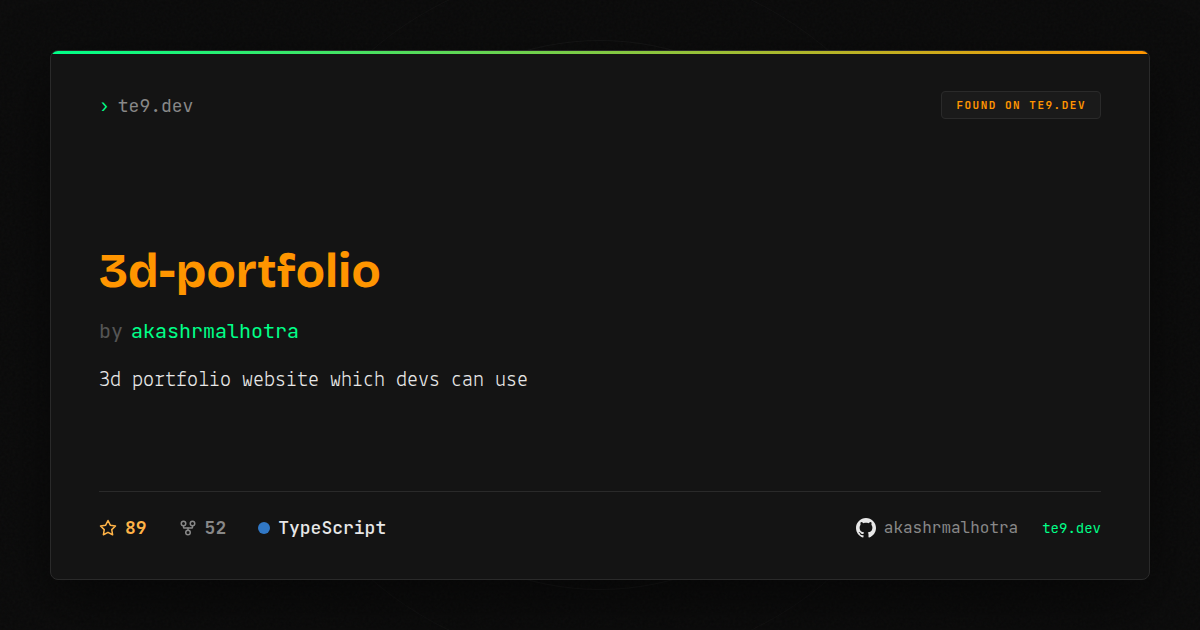 › te9.dev
FOUND ON TE9.DEV
3d-portfolio
by akashrmalhotra
3d portfolio website which devs can use
89 52 TypeScript
akashrmalhotra te9.dev